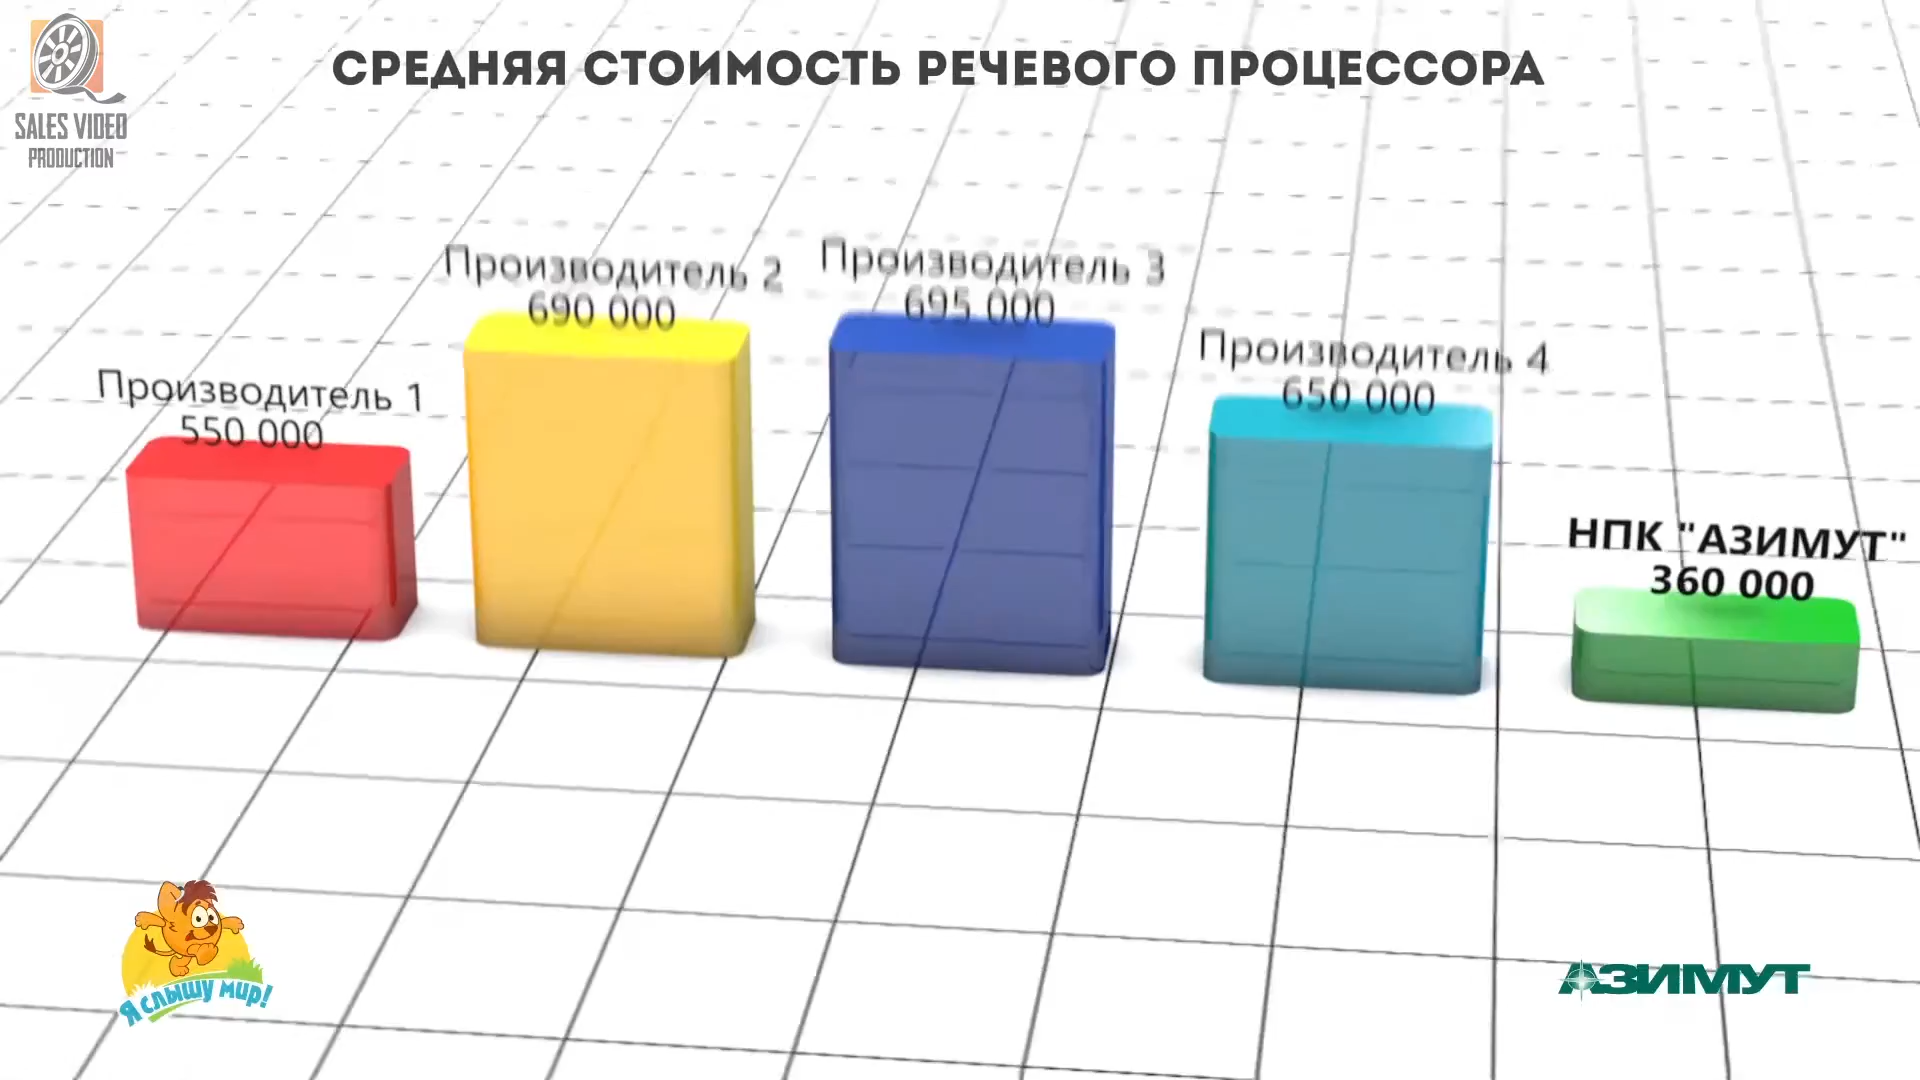 СРЕДНЯЯ СТОИМОСТЬ РЕЧЕВОГО ПРОЦЕССОРА
SALES VIDEO
PRODUCTION
Производитель 1
550 000
Производитель 2
690 000
Производитель 3
695 000
Производитель 4
650 000
НПК "АЗИМУТ"
360 000
Я слышу мир!
АЗИМУТ